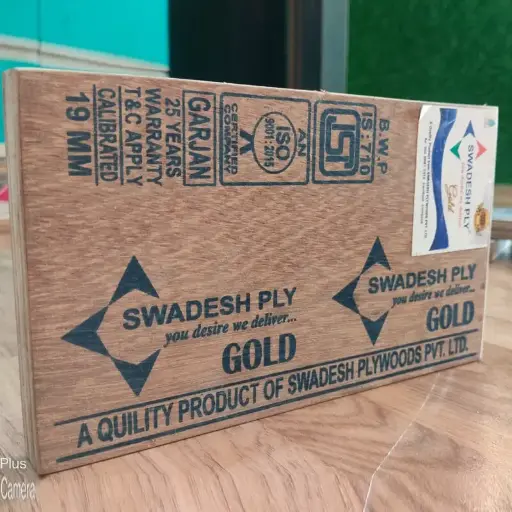 B.W.P
IS : 710
ISI
AN
ISO
9001:2015
CERTIFIED
COMPANY
GARJAN
25 YEARS
WARRANTY
T&C APPLY
CALIBRATED
19 MM
SWADESH PLY
Gold
SWADESH PLY
you desire we deliver...
GOLD
SWADESH PLY
you desire we deliver...
GOLD
A QUILITY PRODUCT OF SWADESH PLYWOODS PVT. LTD.
Plus
Camera